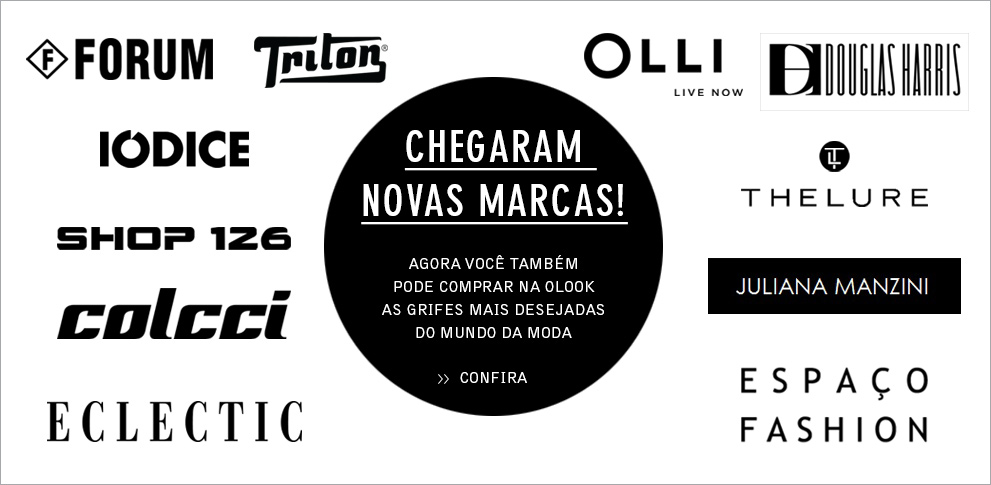 F FORUM
Triton®
OLLI
LIVE NOW
DOUGLAS HARRIS
IÓDICE
SHOP 126
colcci
ECLECTIC
CHEGARAM
NOVAS MARCAS!
AGORA VOCÊ TAMBÉM
PODE COMPRAR NA OLOOK
AS GRIFES MAIS DESEJADAS
DO MUNDO DA MODA
>> CONFIRA
THELURE
JULIANA MANZINI
ESPAÇO
FASHION